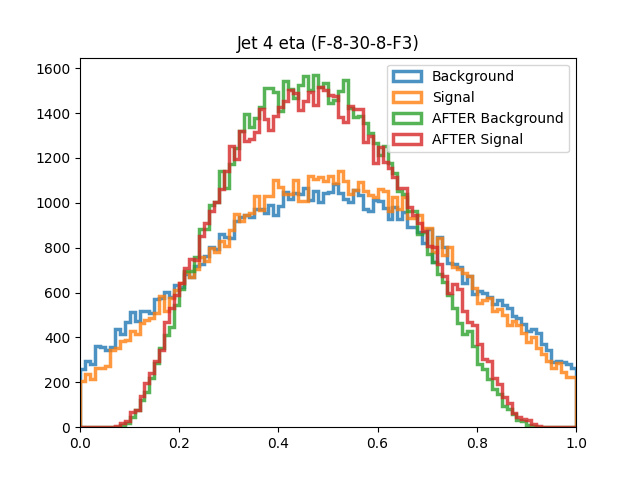 Jet 4 eta (F-8-30-8-F3)
1600
1400
1200
1000
800
600
400
200
0
0.0 0.2 0.4 0.6 0.8 1.0
Background
Signal
AFTER Background
AFTER Signal